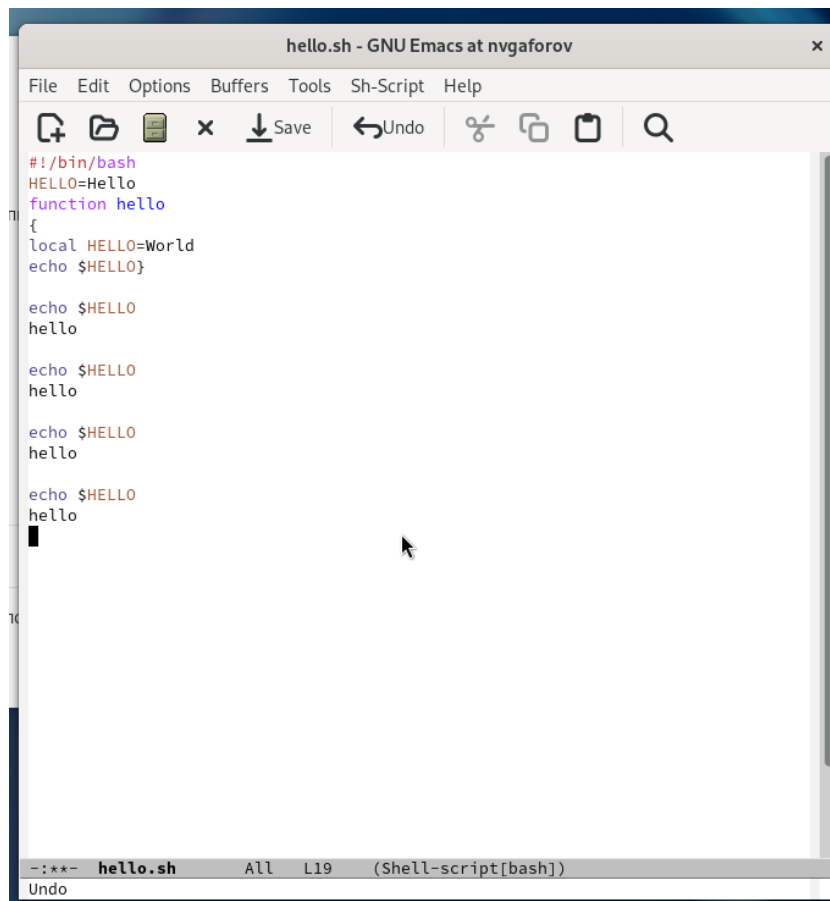 hello.sh - GNU Emacs at nvgaforov
File Edit Options Buffers Tools Sh-Script Help
Save Undo
#!/bin/bash
HELLO=Hello
function hello
{
local HELLO=World
echo $HELLO}
echo $HELLO
hello
echo $HELLO
hello
echo $HELLO
hello
echo $HELLO
hello
-:**- hello.sh All L19 (Shell-script[bash])
Undo